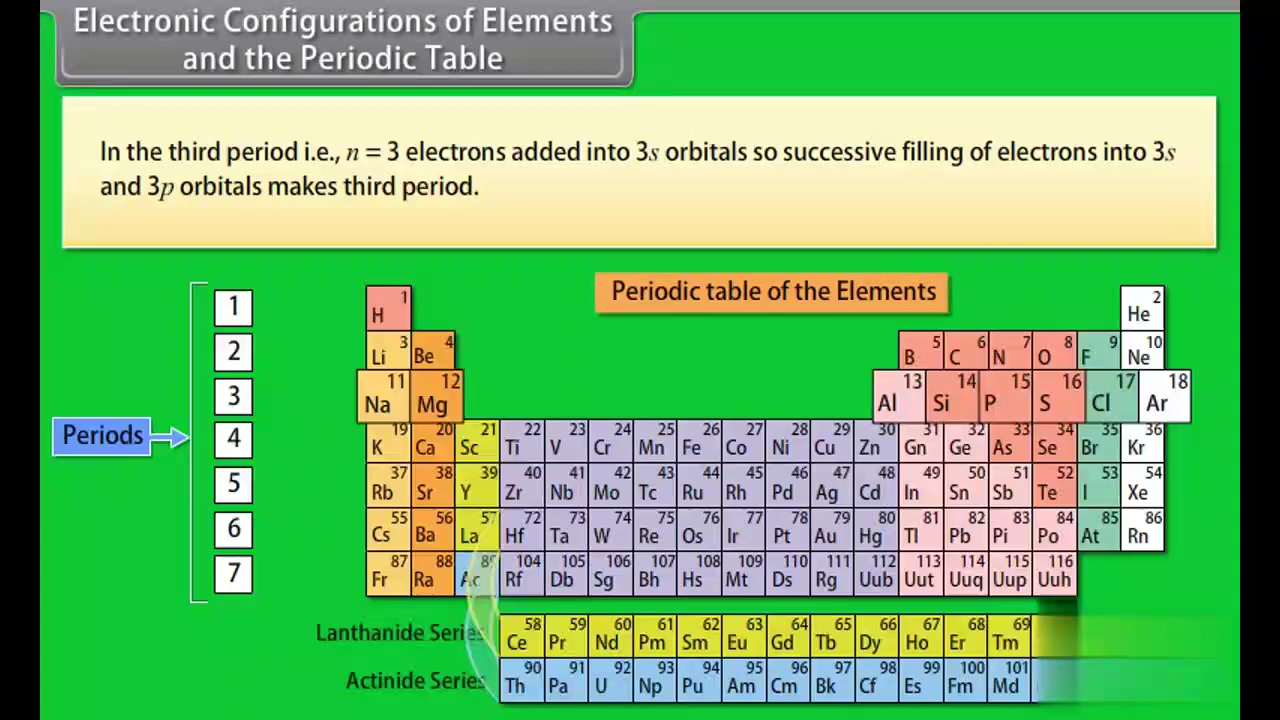 Electronic Configurations of Elements
and the Periodic Table
In the third period i.e., n = 3 electrons added into 3s orbitals so successive filling of electrons into 3s
and 3p orbitals makes third period.
Periodic table of the Elements
Periods
1
2
3
4
5
6
7
1 2
H He
3 4 5 6 7 8 9 10
Li Be B C N O F Ne
11 12 13 14 15 16 17 18
Na Mg Al Si P S Cl Ar
19 20 21 22 23 24 25 26 27 28 29 30 31 32 33 34 35 36
K Ca Sc Ti V Cr Mn Fe Co Ni Cu Zn Gn Ge As Se Br Kr
37 38 39 40 41 42 43 44 45 46 47 48 49 50 51 52 53 54
Rb Sr Y Zr Nb Mo Tc Ru Rh Pd Ag Cd In Sn Sb Te I Xe
55 56 57 72 73 74 75 76 77 78 79 80 81 82 83 84 85 86
Cs Ba La Hf Ta W Re Os Ir Pt Au Hg Tl Pb Pi Po At Rn
87 88 89 104 105 106 107 108 109 110 111 112 113 114 115 116
Fr Ra Ac Rf Db Sg Bh Hs Mt Ds Rg Uub Uut Uuq Uup Uuh
58 59 60 61 62 63 64 65 66 67 68 69
Lanthanide Series Ce Pr Nd Pm Sm Eu Gd Tb Dy Ho Er Tm
90 91 92 93 94 95 96 97 98 99 100 101
Actinide Series Th Pa U Np Pu Am Cm Bk Cf Es Fm Md